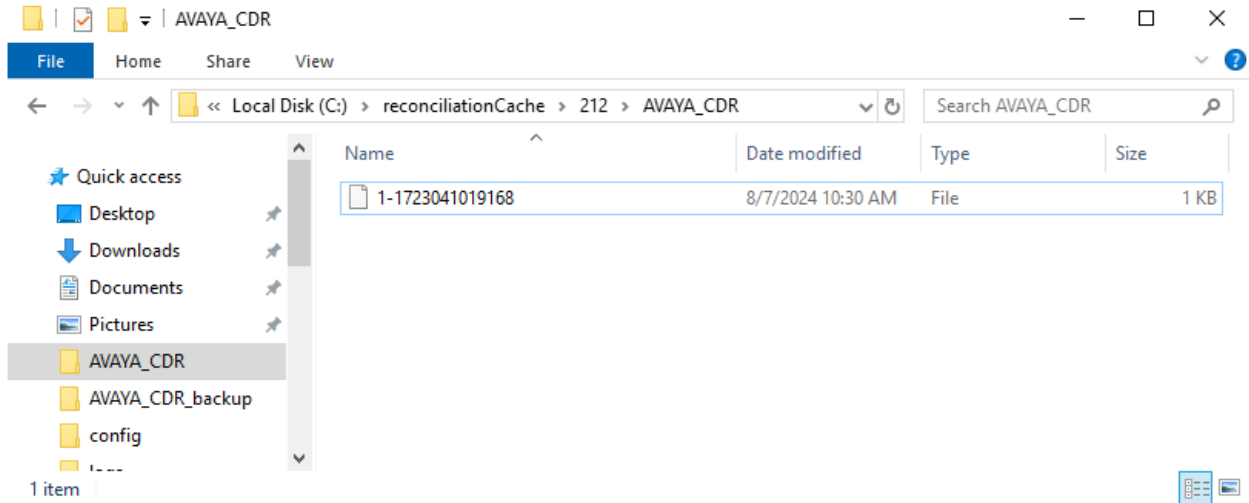 AVAYA_CDR
File Home Share View
« Local Disk (C:) > reconciliationCache > 212 > AVAYA_CDR
Search AVAYA_CDR
Name Date modified Type Size
Quick access
1-1723041019168 8/7/2024 10:30 AM File 1 KB
Desktop
Downloads
Documents
Pictures
AVAYA_CDR
AVAYA_CDR_backup
config
1 item